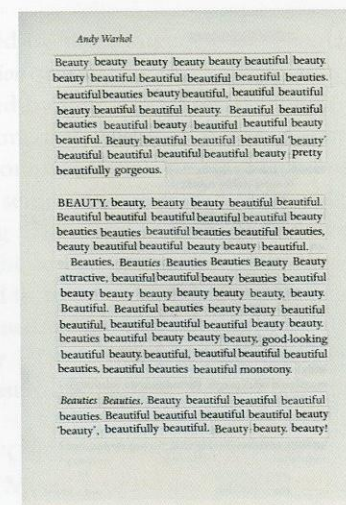 Andy Warhol
Beauty beauty beauty beauty beauty beautiful beauty.
beauty beautiful beautiful beautiful beautiful beauties.
beautiful beauties beauty beautiful, beautiful beautiful
beauty beautiful beautiful beauty. Beautiful beautiful
beauties beautiful beauty beautiful beautiful beauty
beautiful. Beauty beautiful beautiful beautiful 'beauty'
beautiful beautiful beautiful beautiful beauty pretty
beautifully gorgeous.
BEAUTY. beauty, beauty beauty beautiful beautiful.
Beautiful beautiful beautiful beautiful beautiful beauty
beauties beauties beautiful beauties beautiful beauties,
beauty beautiful beautiful beauty beauty beautiful.
Beauties, Beauties Beauties Beauties Beauty Beauty
attractive, beautiful beautiful beauty beauties beautiful
beauty beauty beauty beauty beauty beauty, beauty.
Beautiful. Beautiful beauties beauty beauty beautiful
beautiful, beautiful beautiful beautiful beauty beauty.
beauties beautiful beauty beauty beauty, good-looking
beautiful beauty. beautiful, beautiful beautiful beautiful
beauties, beautiful beauties beautiful monotony.
Beauties Beauties. Beauty beautiful beautiful beautiful
beauties. Beautiful beautiful beautiful beautiful beauty
'beauty', beautifully beautiful. Beauty beauty. beauty!